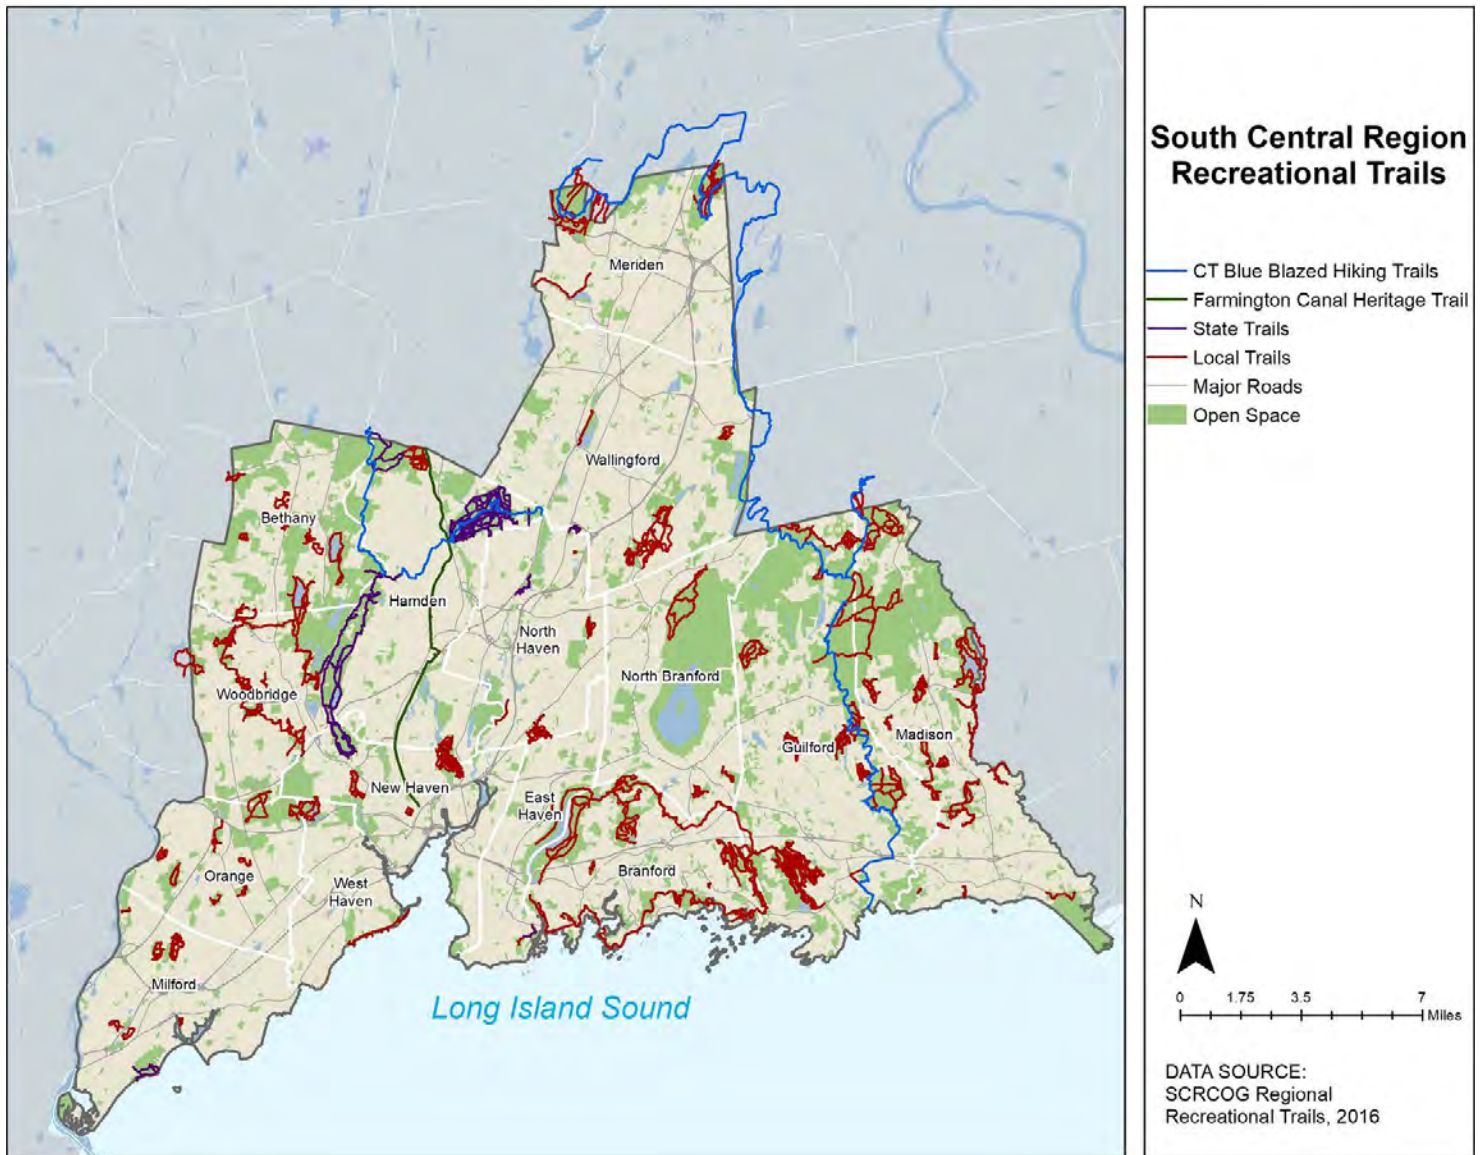 South Central Region
Recreational Trails
CT Blue Blazed Hiking Trails
Farmington Canal Heritage Trail
State Trails
Local Trails
Major Roads
Open Space
Meriden
Wallingford
Bethany
Hamden
North
Haven
North Branford
Woodbridge
Guilford
Madison
New Haven
East
Haven
Branford
Orange
West
Haven
Milford
Long Island Sound
N
0 1.75 3.5 7
Miles
DATA SOURCE:
SCRCOG Regional
Recreational Trails, 2016